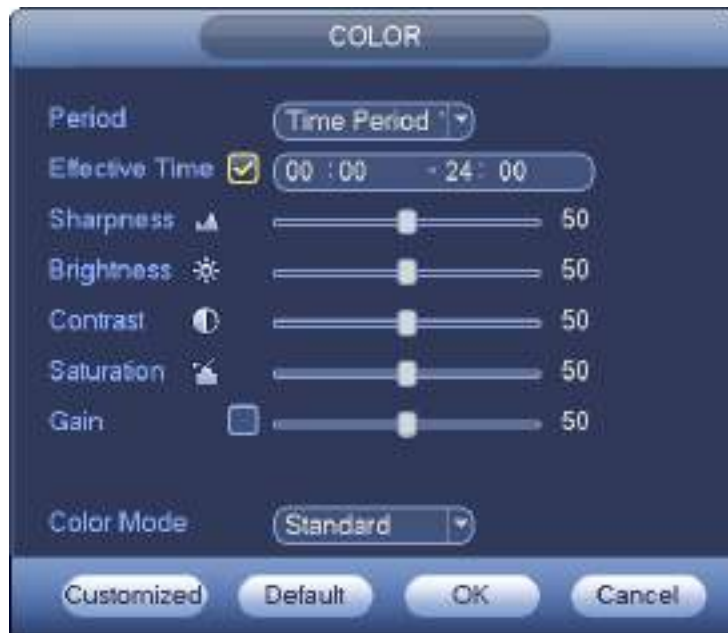 COLOR
Period Time Period
Effective Time 00 : 00 - 24 : 00
Sharpness 50
Brightness 50
Contrast 50
Saturation 50
Gain 50
Color Mode Standard
Customized Default OK Cancel